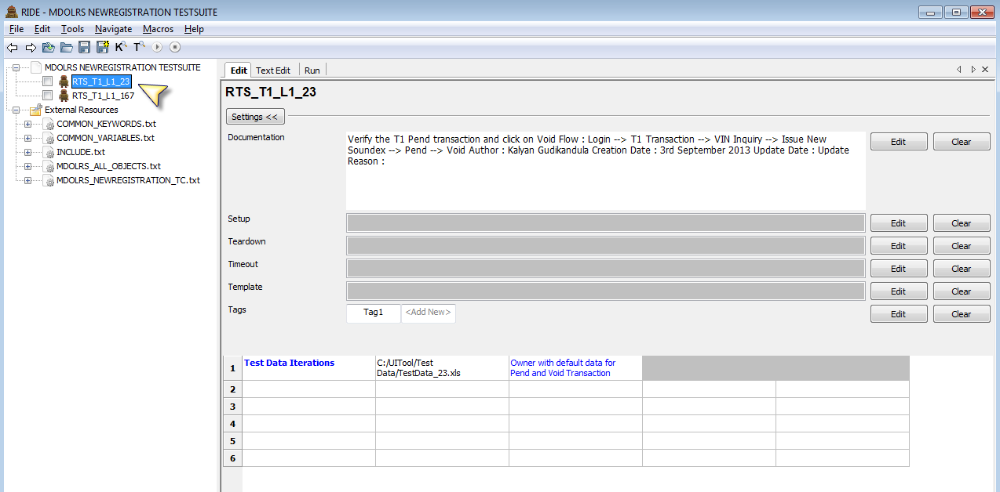 RIDE - MDOLRS NEWREGISTRATION TESTSUITE
File Edit Tools Navigate Macros Help
K T
MDOLRS NEWREGISTRATION TESTSUITE
RTS_T1_L1_23
RTS_T1_L1_167
External Resources
COMMON_KEYWORDS.txt
COMMON_VARIABLES.txt
INCLUDE.txt
MDOLRS_ALL_OBJECTS.txt
MDOLRS_NEWREGISTRATION_TC.txt
Edit Text Edit Run
RTS_T1_L1_23
Settings <<
Documentation
Verify the T1 Pend transaction and click on Void Flow : Login --> T1 Transaction --> VIN Inquiry --> Issue New
Soundex --> Pend --> Void Author : Kalyan Gudikandula Creation Date : 3rd September 2013 Update Date : Update
Reason :
Edit Clear
Setup Edit Clear
Teardown Edit Clear
Timeout Edit Clear
Template Edit Clear
Tags Tag1 <Add New> Edit Clear
1 Test Data Iterations
C:/UITool/Test
Data/TestData_23.xls
Owner with default data for
Pend and Void Transaction
2
3
4
5
6